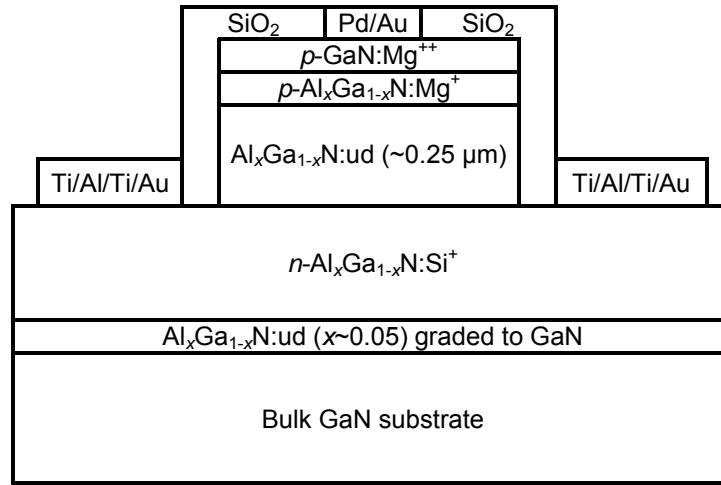 SiO₂ Pd/Au SiO₂
p-GaN:Mg⁺⁺
p-AlₓGa₁₋ₓN:Mg⁺
AlₓGa₁₋ₓN:ud (~0.25 µm)
Ti/Al/Ti/Au Ti/Al/Ti/Au
n-AlₓGa₁₋ₓN:Si⁺
AlₓGa₁₋ₓN:ud (x~0.05) graded to GaN
Bulk GaN substrate